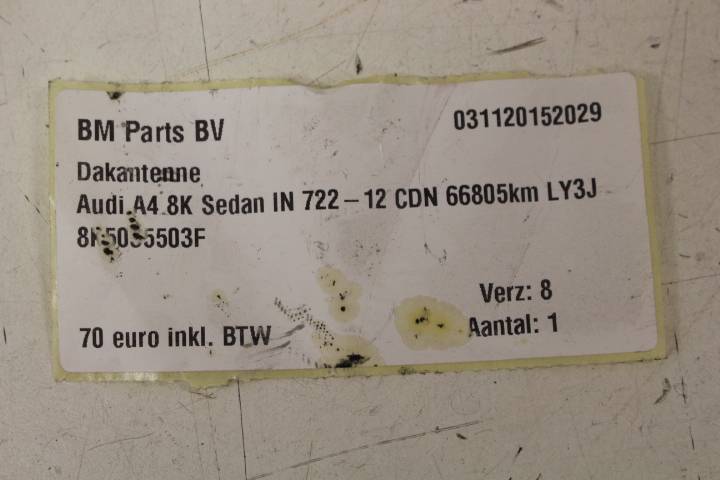 BM Parts BV 031120152029
Dakantenne
Audi A4 8K Sedan IN 722-12 CDN 66805km LY3J
8K5035503F
Verz: 8
70 euro inkl. BTW Aantal: 1